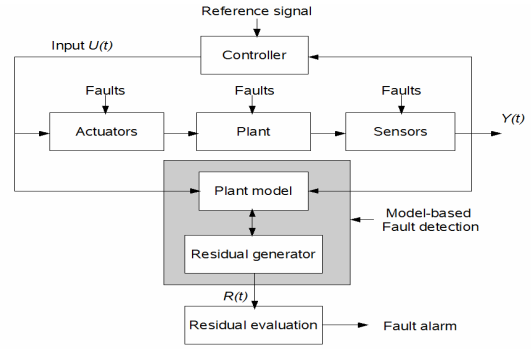 Reference signal
Input U(t)
Controller
Faults
Faults
Faults
Actuators
Plant
Sensors
Y(t)
Plant model
Model-based
Fault detection
Residual generator
R(t)
Residual evaluation
Fault alarm